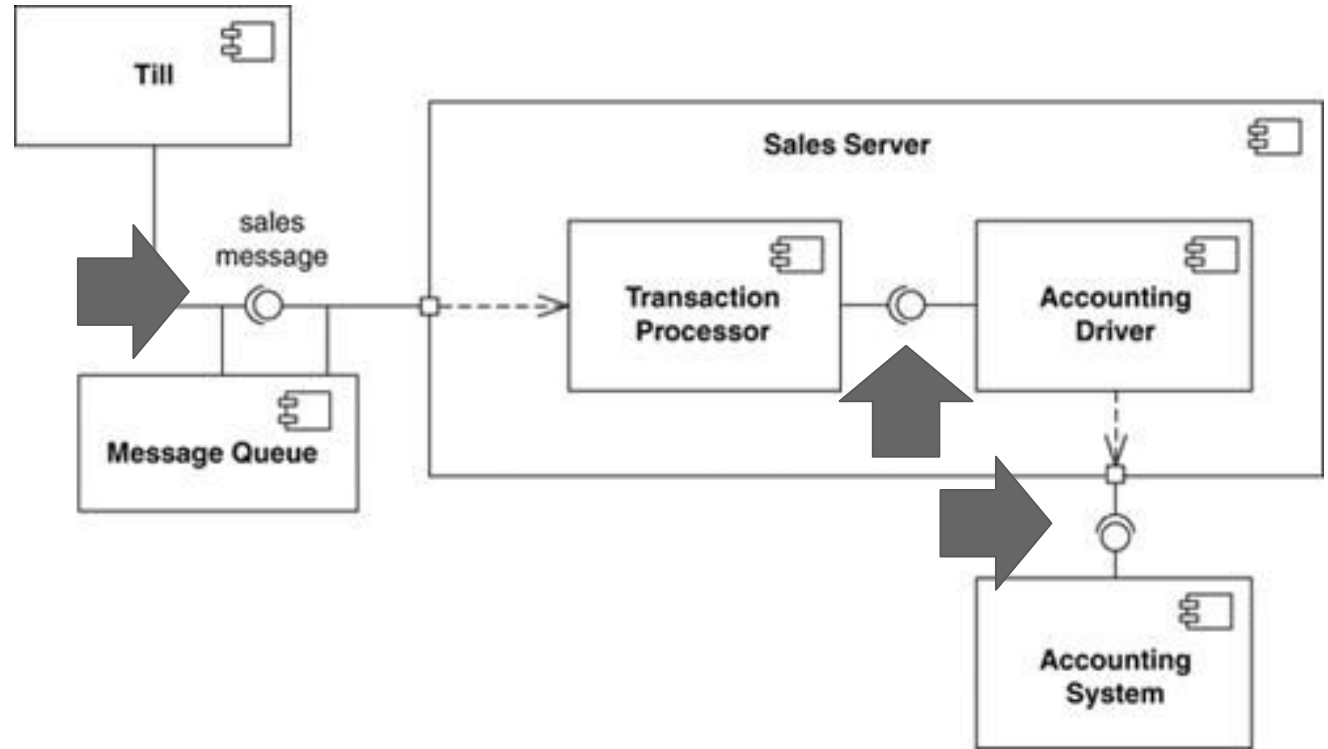 Till
sales
message
Sales Server
Transaction
Processor
Accounting
Driver
Message Queue
Accounting
System